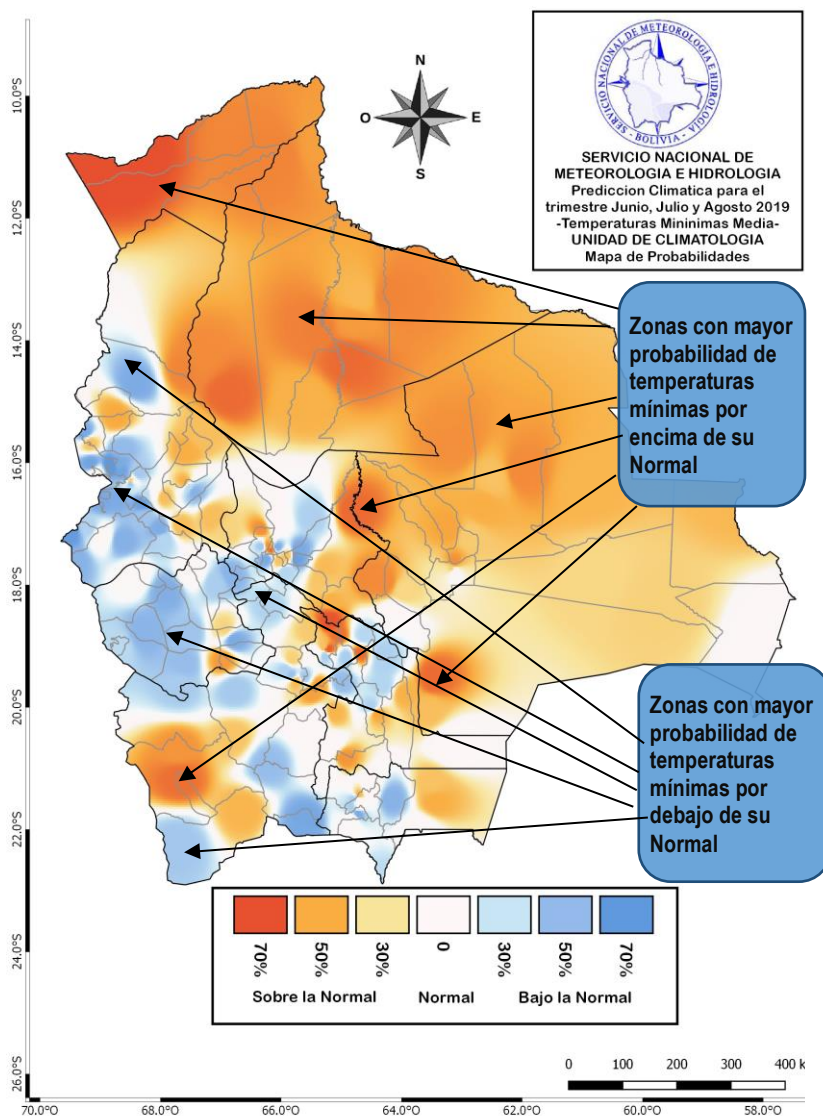 SERVICIO NACIONAL DE METEOROLOGÍA E HIDROLOGÍA
- BOLIVIA -
SERVICIO NACIONAL DE
METEOROLOGIA E HIDROLOGIA
Prediccion Climatica para el
trimestre Junio, Julio y Agosto 2019
-Temperaturas Mininimas Media-
UNIDAD DE CLIMATOLOGIA
Mapa de Probabilidades
N
O
E
S
Zonas con mayor
probabilidad de
temperaturas
mínimas por
encima de su
Normal
Zonas con mayor
probabilidad de
temperaturas
mínimas por
debajo de su
Normal
10.0°S
12.0°S
14.0°S
16.0°S
18.0°S
20.0°S
22.0°S
24.0°S
26.0°S
70% 50% 30% 0 30% 50% 70%
Sobre la Normal Normal Bajo la Normal
0 100 200 300 400 k
70.0°O 68.0°O 66.0°O 64.0°O 62.0°O 60.0°O 58.0°O